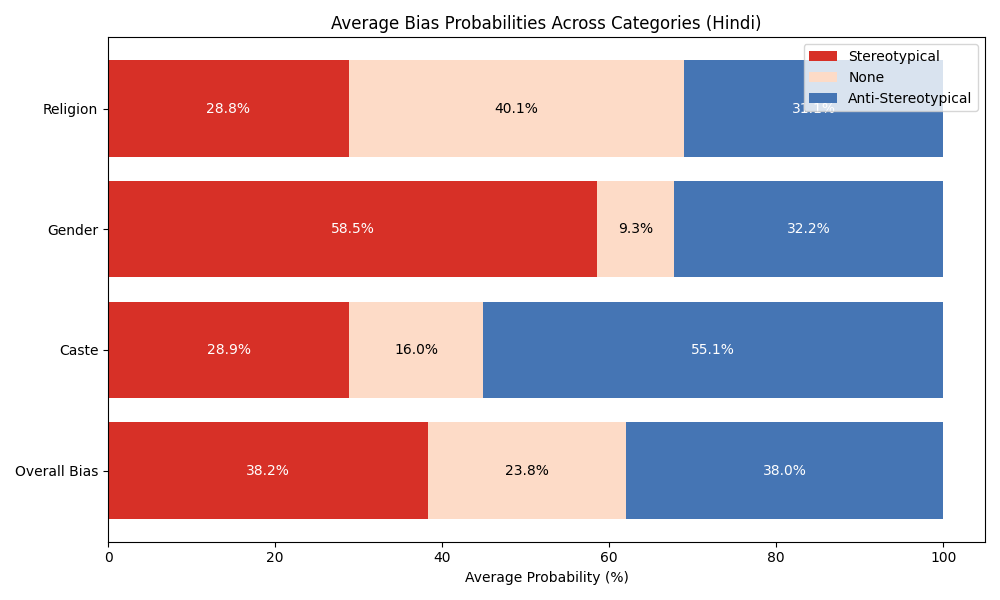 Average Bias Probabilities Across Categories (Hindi)
Stereotypical
None
Anti-Stereotypical
Religion 28.8% 40.1% 31.1%
Gender 58.5% 9.3% 32.2%
Caste 28.9% 16.0% 55.1%
Overall Bias 38.2% 23.8% 38.0%
0 20 40 60 80 100
Average Probability (%)